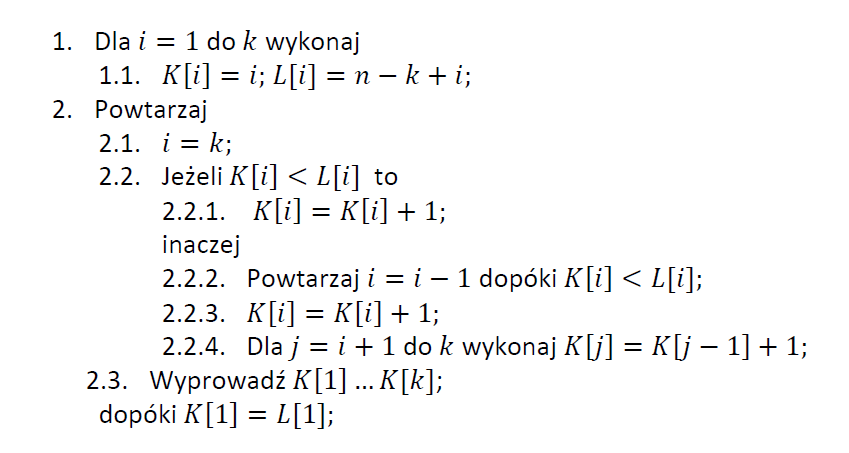 1. Dla i = 1 do k wykonaj
1.1. K[i] = i; L[i] = n − k + i;
2. Powtarzaj
2.1. i = k;
2.2. Jeżeli K[i] < L[i] to
2.2.1. K[i] = K[i] + 1;
inaczej
2.2.2. Powtarzaj i = i − 1 dopóki K[i] < L[i];
2.2.3. K[i] = K[i] + 1;
2.2.4. Dla j = i + 1 do k wykonaj K[j] = K[j − 1] + 1;
2.3. Wyprowadź K[1] … K[k];
dopóki K[1] = L[1];